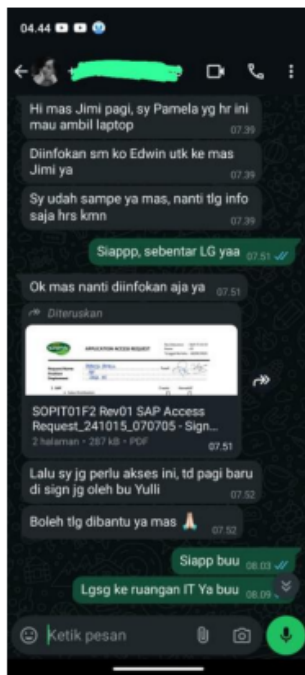 04.44
Hi mas Jimi pagi, sy Pamela yg hr ini
mau ambil laptop
07.39
Diinfokan sm ko Edwin utk ke mas
Jimi ya
07.39
Sy udah sampe ya mas, nanti tlg info
saja hrs kmn
07.39
Siappp, sebentar LG yaa 07.51
Ok mas nanti diinfokan aja ya 07.51
Diteruskan
APPLICATION ACCESS REQUEST
SOPIT01F2 Rev01 SAP Access
Request_241015_070705 - Sign...
2 halaman • 287 kB • PDF
07.51
Lalu sy jg perlu akses ini, td pagi baru
di sign jg oleh bu Yulli
07.52
Boleh tlg dibantu ya mas 🙏🏻
07.52
Siapp buu 08.03
Lgsg ke ruangan IT Ya buu 08.09
Ketik pesan